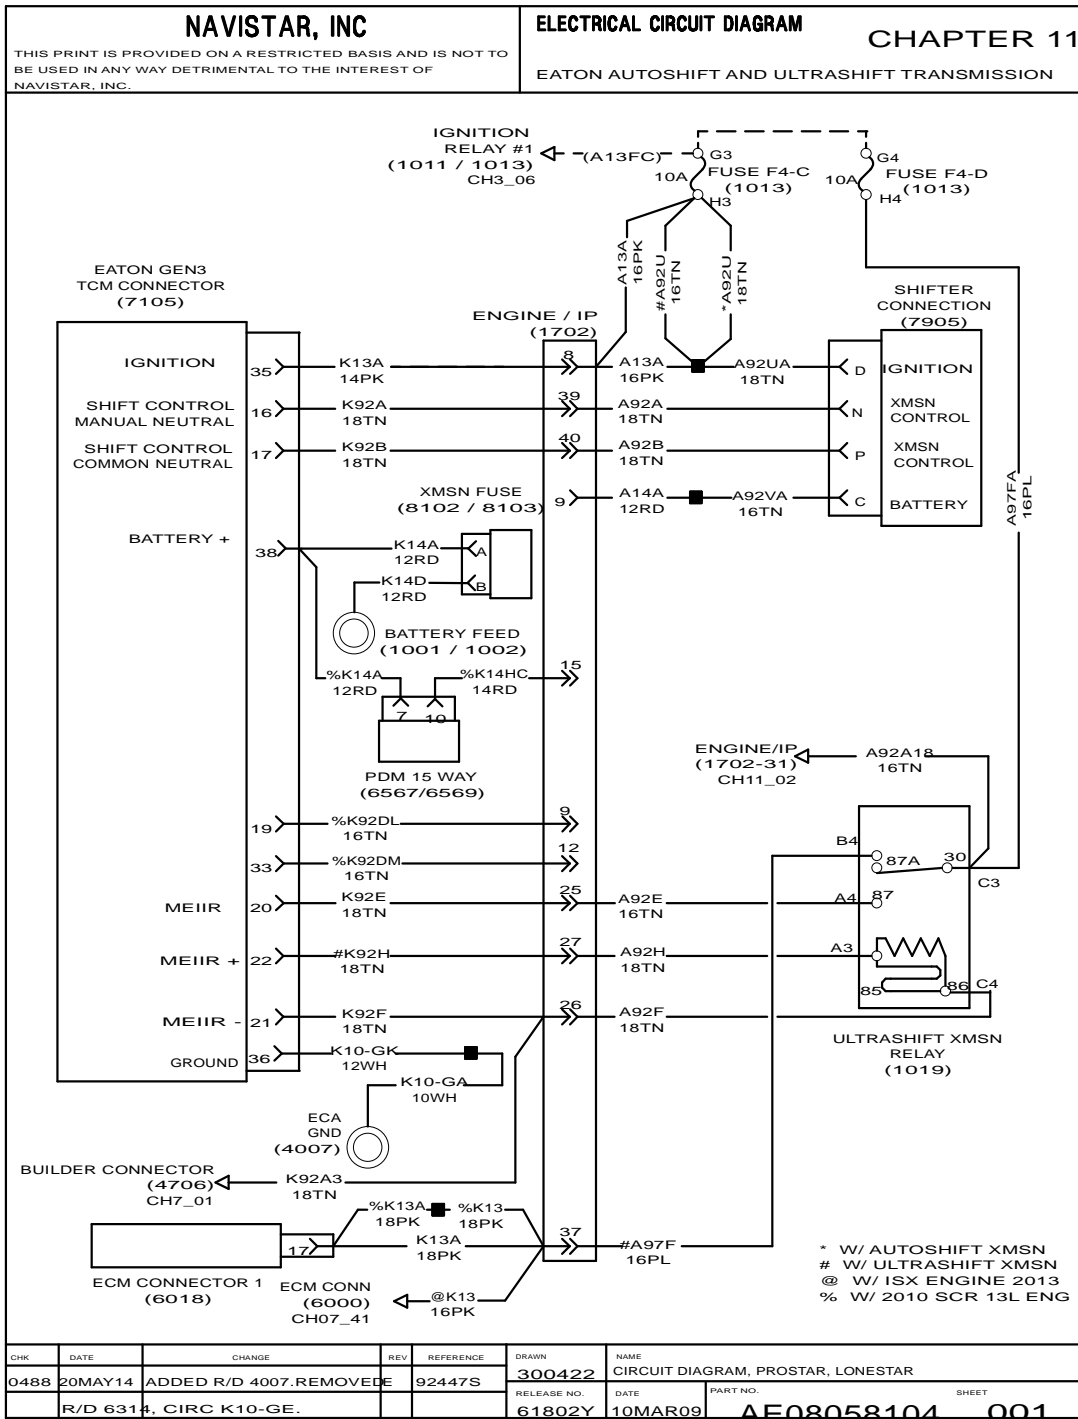 NAVISTAR, INC
THIS PRINT IS PROVIDED ON A RESTRICTED BASIS AND IS NOT TO
BE USED IN ANY WAY DETRIMENTAL TO THE INTEREST OF
NAVISTAR, INC.
ELECTRICAL CIRCUIT DIAGRAM
CHAPTER 11
EATON AUTOSHIFT AND ULTRASHIFT TRANSMISSION
IGNITION
RELAY #1
(1011 / 1013)
CH3_06
(A13FC)
G3
10A
FUSE F4-C
(1013)
H3
G4
10A
FUSE F4-D
(1013)
H4
A13A
16PK
#A92U
16TN
*A92U
18TN
EATON GEN3
TCM CONNECTOR
(7105)
ENGINE / IP
(1702)
SHIFTER
CONNECTION
(7905)
IGNITION
35
K13A
14PK
8
A13A
16PK
A92UA
18TN
D
IGNITION
SHIFT CONTROL
MANUAL NEUTRAL
16
K92A
18TN
39
A92A
18TN
N
XMSN
CONTROL
SHIFT CONTROL
COMMON NEUTRAL
17
K92B
18TN
40
A92B
18TN
P
XMSN
CONTROL
XMSN FUSE
(8102 / 8103)
9
A14A
12RD
A92VA
16TN
C
BATTERY
A97FA
16PL
BATTERY +
38
K14A
12RD
A
K14D
12RD
B
BATTERY FEED
(1001 / 1002)
%K14A
12RD
%K14HC
14RD
15
7
10
PDM 15 WAY
(6567/6569)
ENGINE/IP
(1702-31)
CH11_02
A92A18
16TN
19
%K92DL
16TN
9
33
%K92DM
16TN
12
B4
87A
30
C3
MEIIR
20
K92E
18TN
25
A92E
16TN
A4
87
MEIIR +
22
#K92H
18TN
27
A92H
18TN
A3
85
86
C4
MEIIR -
21
K92F
18TN
26
A92F
18TN
GROUND
36
K10-GK
12WH
K10-GA
10WH
ULTRASHIFT XMSN
RELAY
(1019)
ECA
GND
(4007)
BUILDER CONNECTOR
(4706)
CH7_01
K92A3
18TN
%K13A
18PK
%K13
18PK
17
K13A
18PK
37
#A97F
16PL
ECM CONNECTOR 1
(6018)
ECM CONN
(6000)
CH07_41
@K13
16PK
* W/ AUTOSHIFT XMSN
# W/ ULTRASHIFT XMSN
@ W/ ISX ENGINE 2013
% W/ 2010 SCR 13L ENG
CHK DATE CHANGE REV REFERENCE
0488 20MAY14 ADDED R/D 4007.REMOVED E 92447S
R/D 6314, CIRC K10-GE.
DRAWN
300422
NAME
CIRCUIT DIAGRAM, PROSTAR, LONESTAR
RELEASE NO.
61802Y
DATE
10MAR09
PART NO.
AE08058104
SHEET
001